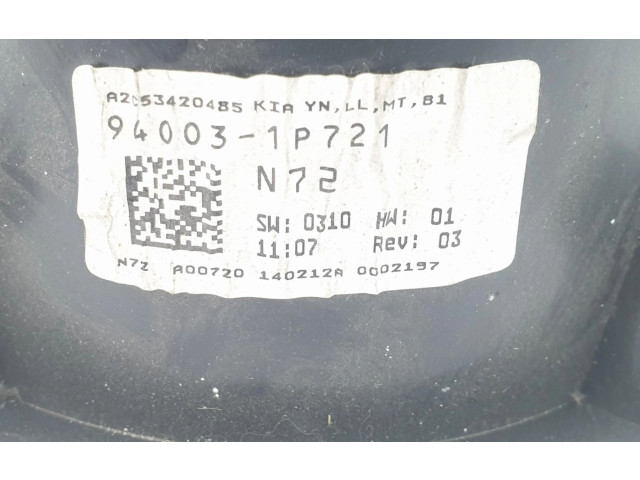 A2C53420485 KIA YN,LL,MT,B1
94003-1P721
N72
SW: 0310 HW: 01
11:07 Rev: 03
N72 A00720 140212A 0002197